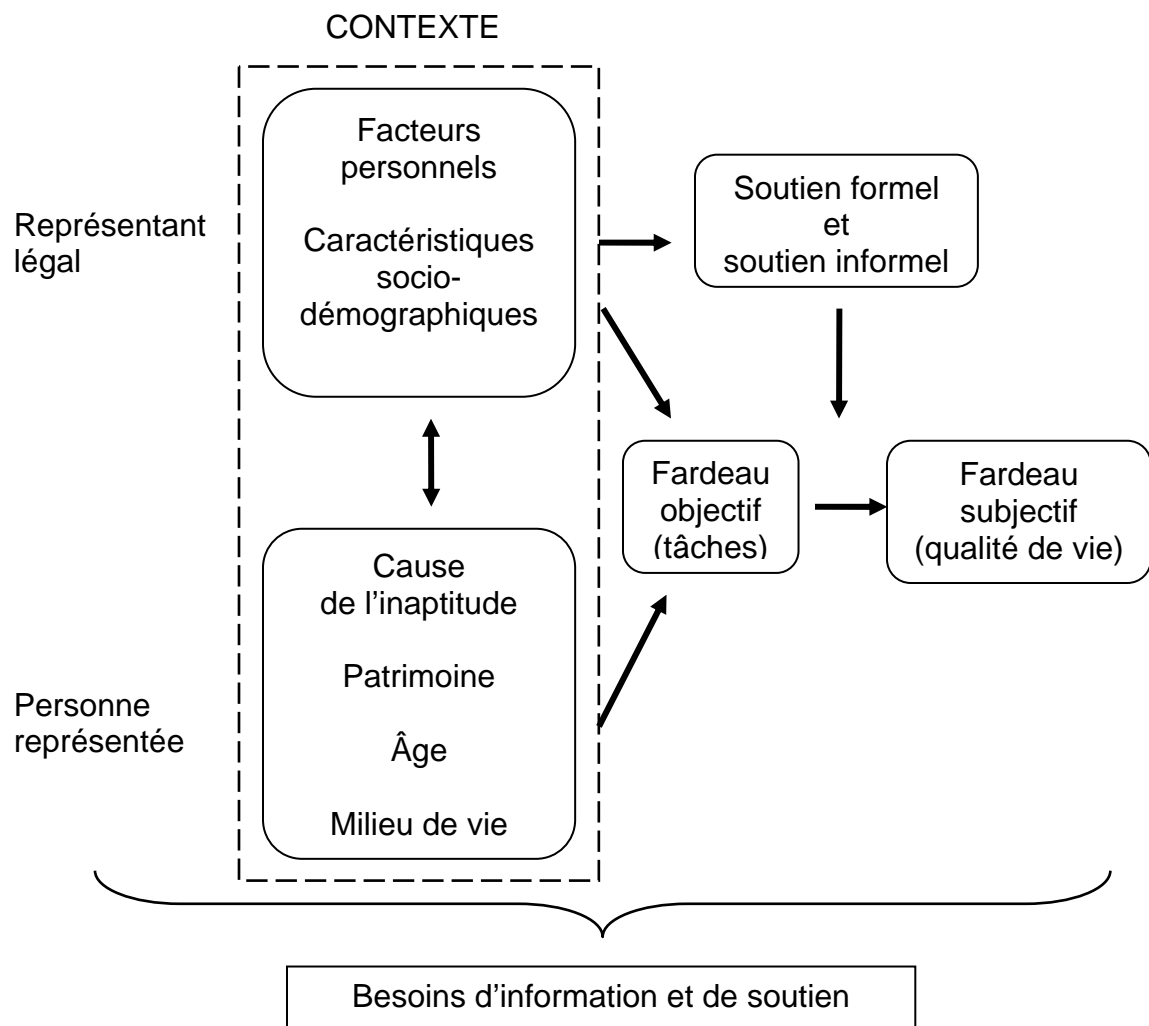 CONTEXTE
Facteurs
personnels
Caractéristiques
socio-
démographiques
Représentant
légal
Soutien formel
et
soutien informel
Fardeau
objectif
(tâches)
Fardeau
subjectif
(qualité de vie)
Cause
de l’inaptitude
Patrimoine
Âge
Milieu de vie
Personne
représentée
Besoins d’information et de soutien